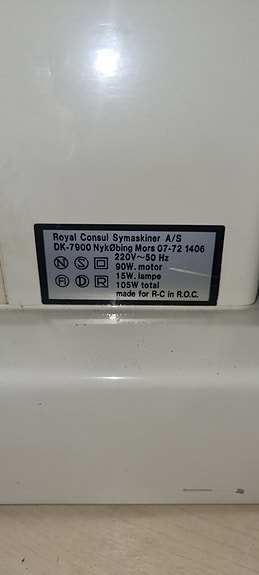 Royal Consul Symaskiner A/S
DK-7900 NykØbing Mors 07-72 1406
220V~50 Hz
N S 90W. motor
15W. lampe
FI D R 105W total
made for R-C in R.O.C.